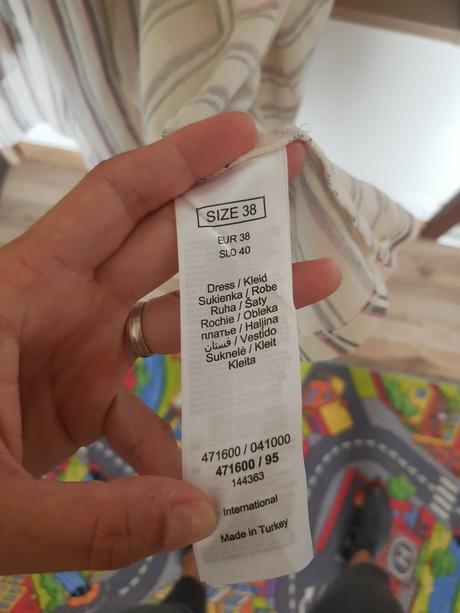 SIZE 38
EUR 38
SLO 40
Dress / Kleid
Sukienka / Robe
Ruha / Šaty
Rochie / Obleka
платье / Haljina
فستان / Vestido
Suknelė / Kleit
Kleita
471600 / 041000
471600 / 95
144363
International
Made in Turkey